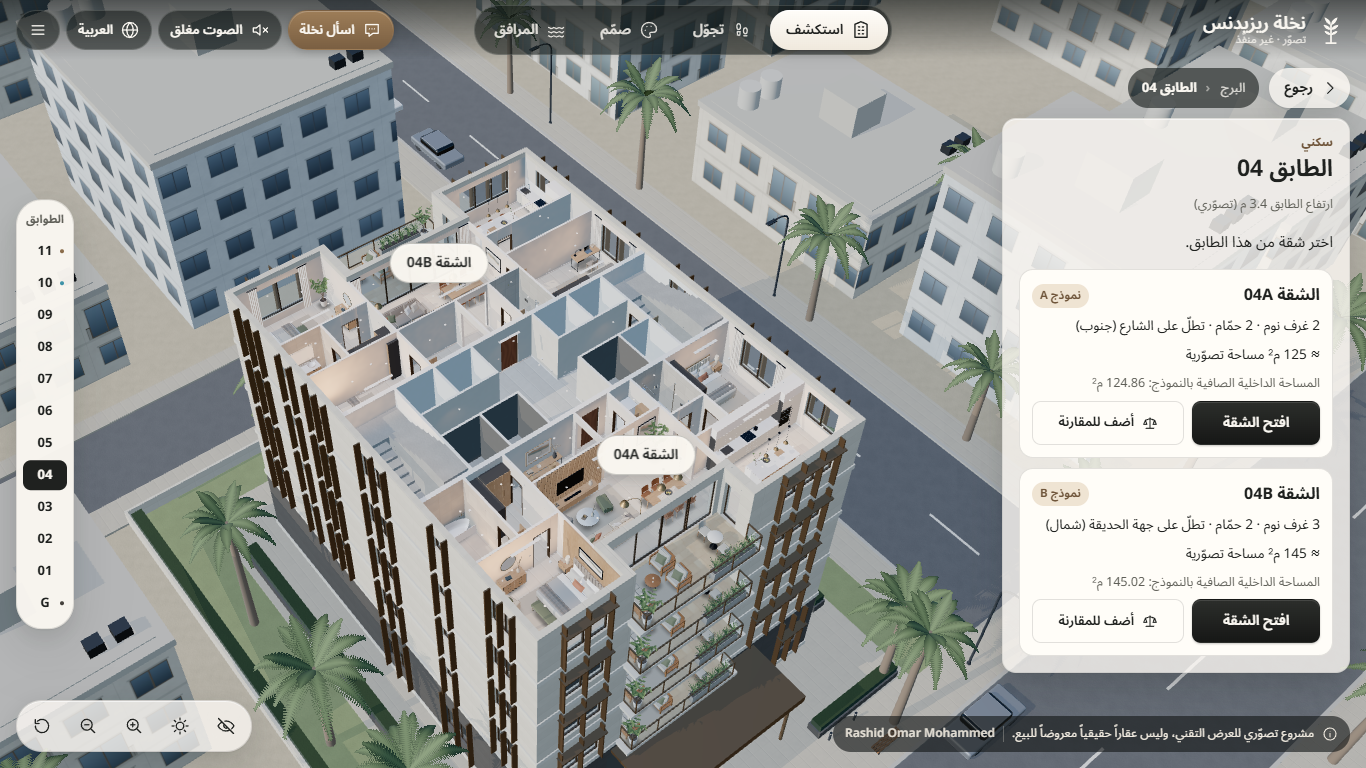 نخلة ريزيدنس
تصوّر · غير منفّذ
استكشف
تجوّل
صمّم
المرافق
اسأل نخلة
الصوت مغلق
العربية
رجوع
البرج › الطابق 04
سكني
الطابق 04
ارتفاع الطابق 3.4 م (تصوّري)
اختر شقة من هذا الطابق.
الشقة 04A
نموذج A
2 غرف نوم · 2 حمّام · تطلّ على الشارع (جنوب)
≈ 125 م² مساحة تصوّرية
المساحة الداخلية الصافية بالنموذج: 124.86 م²
افتح الشقة
أضف للمقارنة
الشقة 04B
نموذج B
3 غرف نوم · 2 حمّام · تطلّ على جهة الحديقة (شمال)
≈ 145 م² مساحة تصوّرية
المساحة الداخلية الصافية بالنموذج: 145.02 م²
افتح الشقة
أضف للمقارنة
الشقة 04B
الشقة 04A
الطوابق
11
10
09
08
07
06
05
04
03
02
01
G
مشروع تصوّري للعرض التقني، وليس عقاراً حقيقياً معروضاً للبيع.
Rashid Omar Mohammed